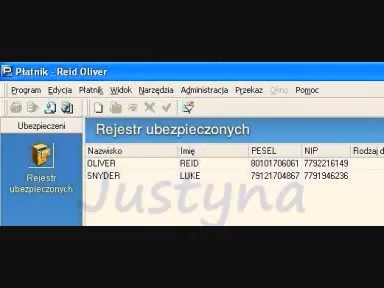 Płatnik - Reid Oliver
Program Edycja Płatnik Widok Narzędzia Administracja Przekaz Okno Pomoc
Ubezpieczeni
Rejestr ubezpieczonych
Nazwisko Imię PESEL NIP Rodzaj d
OLIVER REID 80101706061 7792216149
SNYDER LUKE 79121704867 7791946236
Rejestr
ubezpieczonych
Justyna